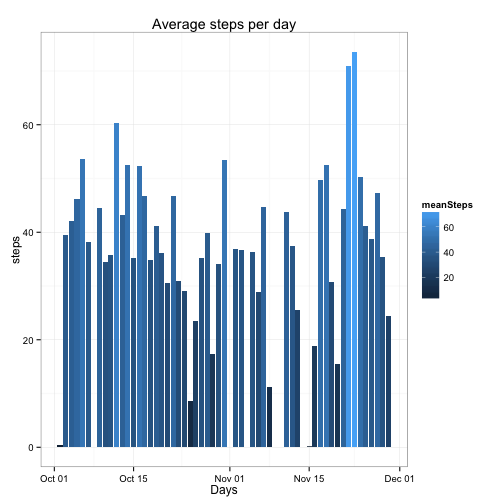 Average steps per day
steps
60
40
20
0
Oct 01
Oct 15
Nov 01
Nov 15
Dec 01
Days
meanSteps
60
40
20